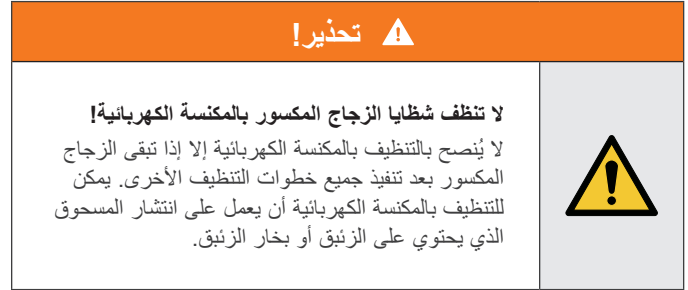 تحذير!
لا تنظف شظايا الزجاج المكسور بالمكنسة الكهربائية!
لا يُنصح بالتنظيف بالمكنسة الكهربائية إلا إذا تبقى الزجاج
المكسور بعد تنفيذ جميع خطوات التنظيف الأخرى. يمكن
للتنظيف بالمكنسة الكهربائية أن يعمل على انتشار المسحوق
الذي يحتوي على الزئبق أو بخار الزئبق.